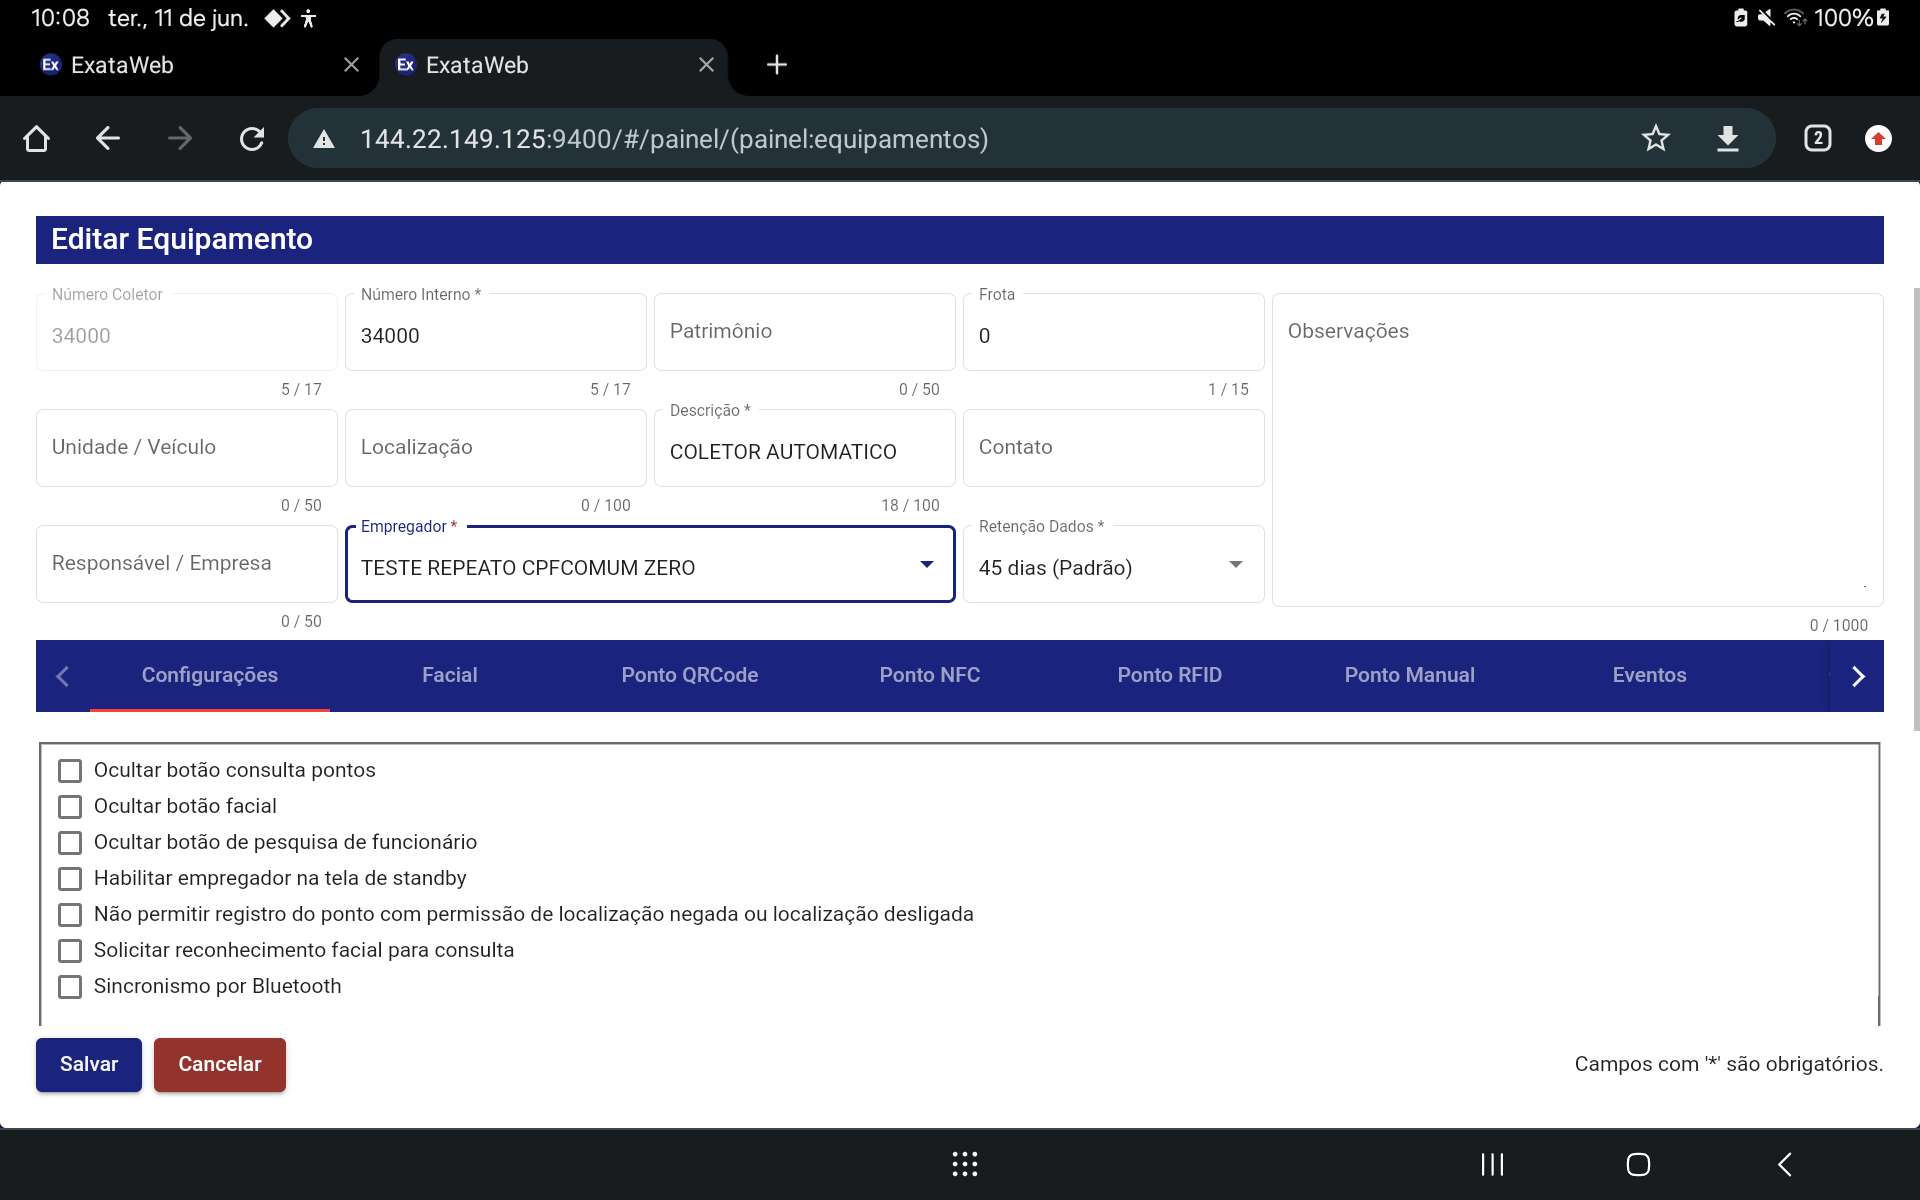 10:08 ter., 11 de jun. 100%
Ex ExataWeb Ex ExataWeb
144.22.149.125:9400/#/painel/(painel:equipamentos) 2
Editar Equipamento
Número Coletor Número Interno * Frota
34000 34000 Patrimônio 0 Observações
5 / 17 5 / 17 0 / 50 1 / 15
Descrição *
Unidade / Veículo Localização COLETOR AUTOMATICO Contato
0 / 50 0 / 100 18 / 100
Empregador * Retenção Dados *
Responsável / Empresa TESTE REPEATO CPFCOMUM ZERO 45 dias (Padrão)
0 / 50 0 / 1000
Configurações Facial Ponto QRCode Ponto NFC Ponto RFID Ponto Manual Eventos
Ocultar botão consulta pontos
Ocultar botão facial
Ocultar botão de pesquisa de funcionário
Habilitar empregador na tela de standby
Não permitir registro do ponto com permissão de localização negada ou localização desligada
Solicitar reconhecimento facial para consulta
Sincronismo por Bluetooth
Salvar Cancelar Campos com '*' são obrigatórios.